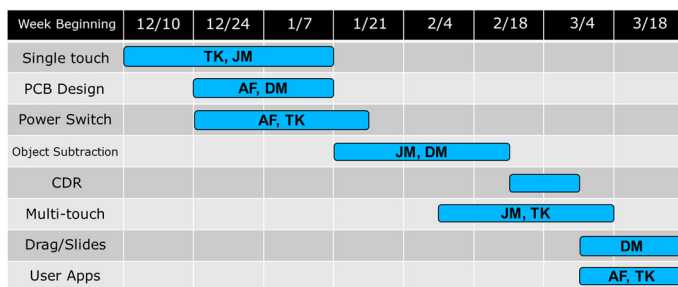 Week Beginning 12/10 12/24 1/7 1/21 2/4 2/18 3/4 3/18
Single touch TK, JM
PCB Design AF, DM
Power Switch AF, TK
Object Subtraction JM, DM
CDR
Multi-touch JM, TK
Drag/Slides DM
User Apps AF, TK